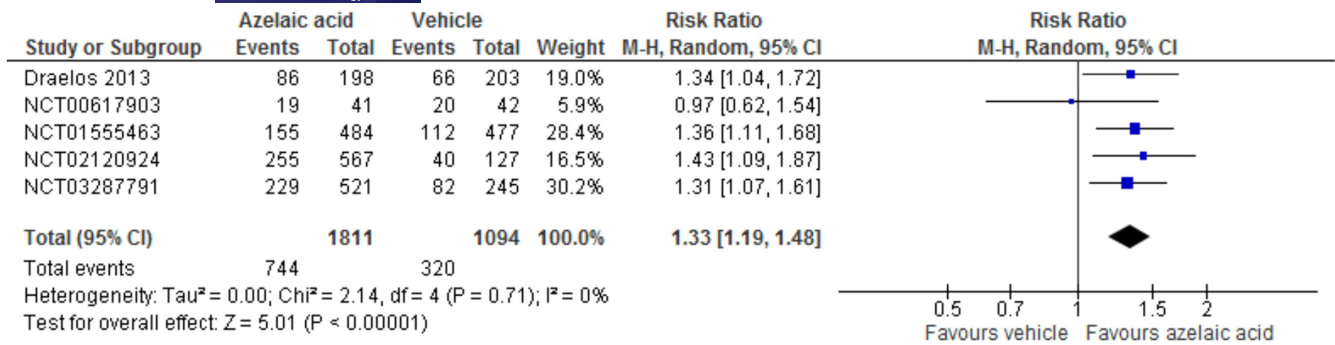 Azelaic acid Vehicle Risk Ratio Risk Ratio
Study or Subgroup Events Total Events Total Weight M-H, Random, 95% CI M-H, Random, 95% CI
Draelos 2013 86 198 66 203 19.0% 1.34 [1.04, 1.72]
NCT00617903 19 41 20 42 5.9% 0.97 [0.62, 1.54]
NCT01555463 155 484 112 477 28.4% 1.36 [1.11, 1.68]
NCT02120924 255 567 40 127 16.5% 1.43 [1.09, 1.87]
NCT03287791 229 521 82 245 30.2% 1.31 [1.07, 1.61]
Total (95% CI) 1811 1094 100.0% 1.33 [1.19, 1.48]
Total events 744 320
Heterogeneity: Tau² = 0.00; Chi² = 2.14, df = 4 (P = 0.71); I² = 0%
Test for overall effect: Z = 5.01 (P < 0.00001)
0.5 0.7 1 1.5 2
Favours vehicle Favours azelaic acid